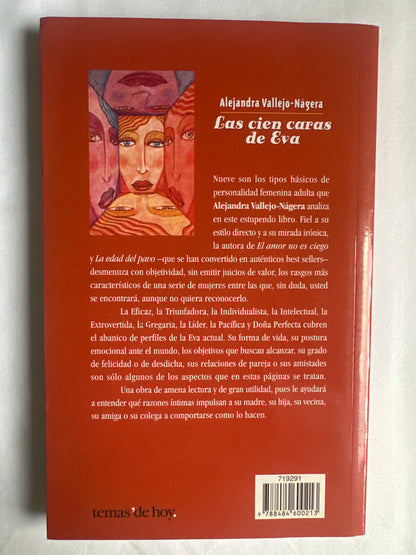 Alejandra Vallejo-Nágera
Las cien caras
de Eva
Nueve son los tipos básicos de
personalidad femenina adulta que
Alejandra Vallejo-Nágera analiza
en este estupendo libro. Fiel a su
estilo directo y a su mirada irónica,
la autora de El amor no es ciego
y La edad del pavo –que se han convertido en auténticos best sellers–
desmenuza con objetividad, sin emitir juicios de valor, los rasgos más
característicos de una serie de mujeres entre las que, sin duda, usted
se encontrará, aunque no quiera reconocerlo.
La Eficaz, la Triunfadora, la Individualista, la Intelectual, la
Extrovertida, la Gregaria, la Líder, la Pacífica y Doña Perfecta cubren
el abanico de perfiles de la Eva actual. Su forma de vida, su postura
emocional ante el mundo, los objetivos que buscan alcanzar, su grado
de felicidad o de desdicha, sus relaciones de pareja o sus amistades
son sólo algunos de los aspectos que en estas páginas se tratan.
Una obra de amena lectura y de gran utilidad, pues le ayudará
a entender qué razones íntimas impulsan a su madre, su hija, su vecina,
su amiga o su colega a comportarse como lo hacen.
719291
9 788484 600213
temas'de hoy.